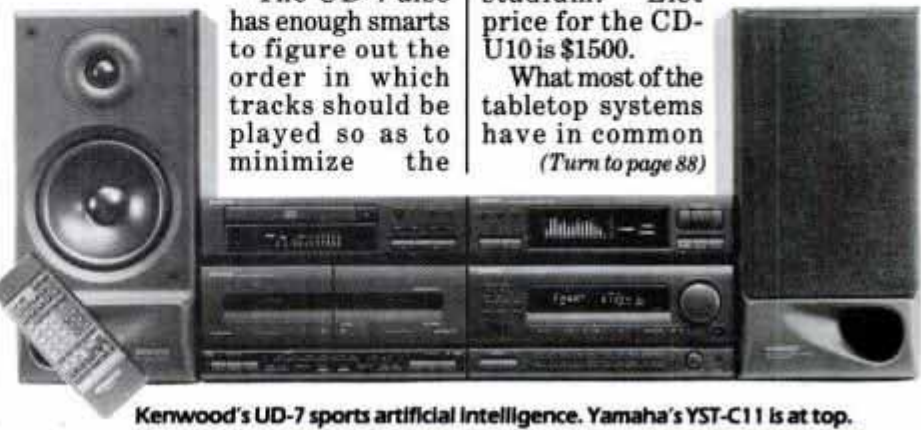 has enough smarts
to figure out the
order in which
tracks should be
played so as to
minimize the
price for the CD-
U10 is $1500.
What most of the
tabletop systems
have in common
(Turn to page 88)
Kenwood's UD-7 sports artificial intelligence. Yamaha's YST-C11 is at top.